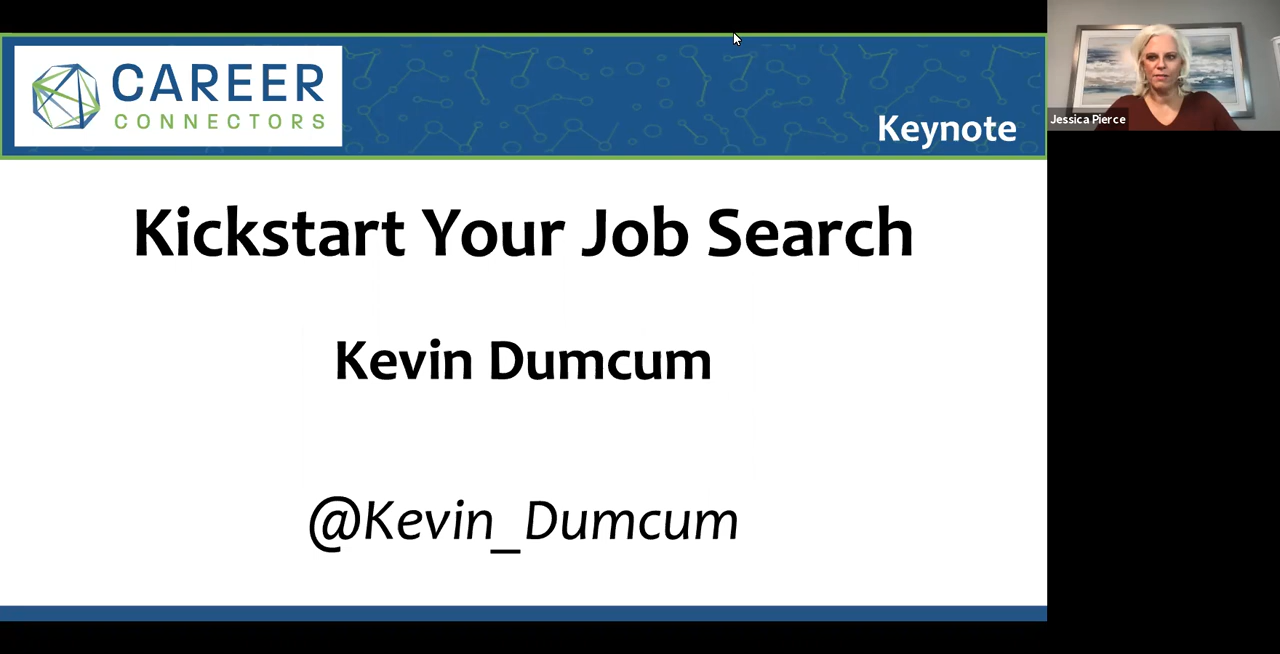 CAREER
CONNECTORS
Keynote
Jessica Pierce
Kickstart Your Job Search
Kevin Dumcum
@Kevin_Dumcum